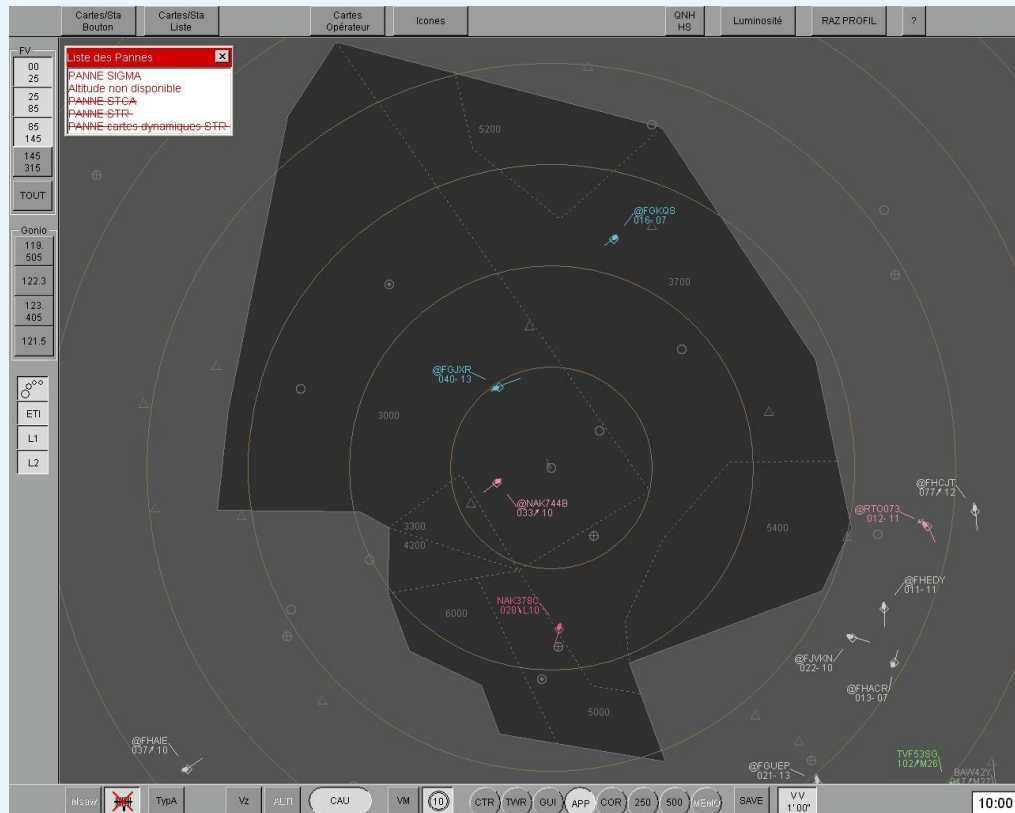 Cartes/Sta
Bouton
Cartes/Sta
Liste
Cartes
Opérateur
Icones
QNH
HS
Luminosité
RAZ PROFIL
?
FV
00
25
25
85
85
145
145
315
TOUT
Gonio
119.
505
122.3
123.
405
121.5
ETI
L1
L2
Liste des Pannes
PANNE SIGMA
Altitude non disponible
PANNE STCA
PANNE STR
PANNE cartes dynamiques STR
5200
@FGKQS
016- 07
3700
@FGJXR
040- 13
3000
@NAK744B
033/ 10
3300
4200
5400
@FHCJT
077/ 12
@RTO073
012- 11
NAK378C
028\L10
6000
@FHEDY
011- 11
@FJVKN
022- 10
@FHACR
013- 07
5000
@FHAIE
037/ 10
@FGUEP
021- 13
TVF53SG
102/M26
BAW42Y
Msaw
TypA
Vz
ALTI
CAU
VM
10
CTR
TWR
GUI
APP
COR
250
500
MEMO
SAVE
VV
1'00"
10:00